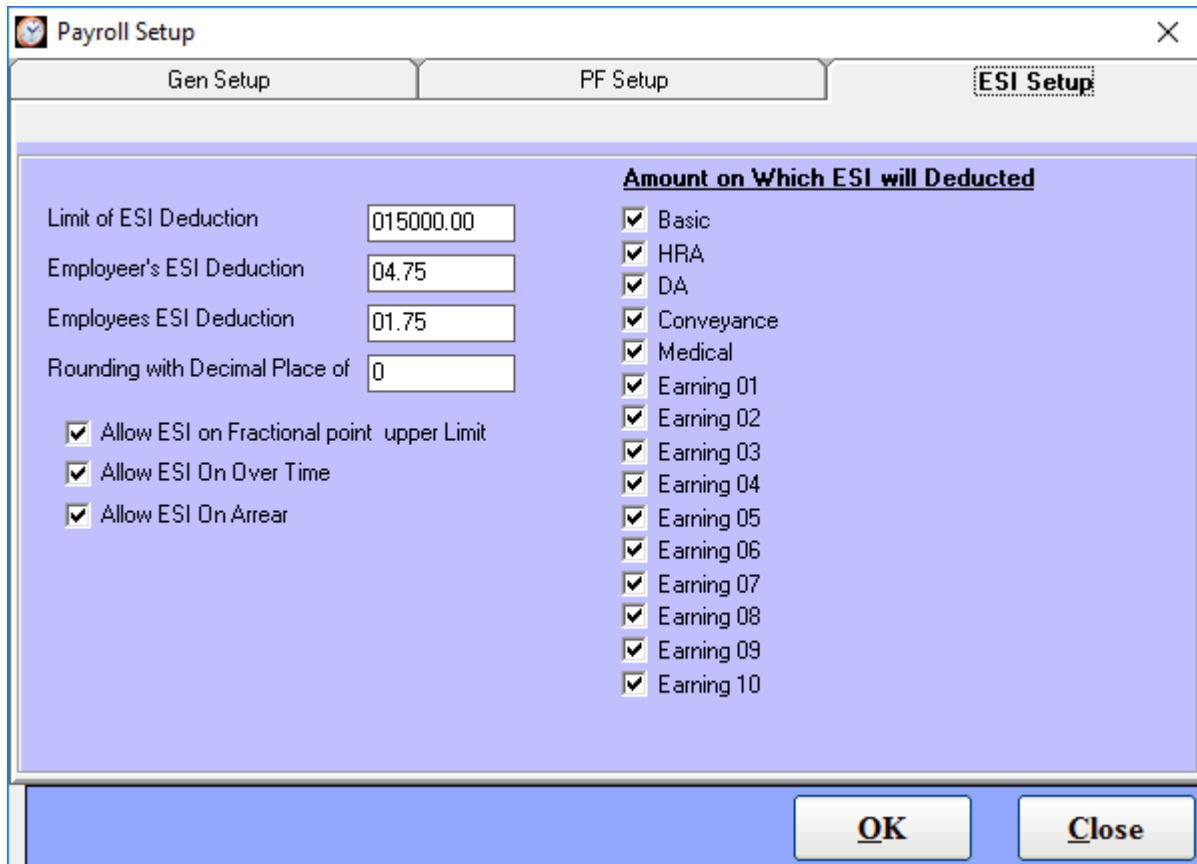 Payroll Setup
Gen Setup
PF Setup
ESI Setup
Limit of ESI Deduction
015000.00
Employeer's ESI Deduction
04.75
Employees ESI Deduction
01.75
Rounding with Decimal Place of
0
Allow ESI on Fractional point upper Limit
Allow ESI On Over Time
Allow ESI On Arrear
Amount on Which ESI will Deducted
Basic
HRA
DA
Conveyance
Medical
Earning 01
Earning 02
Earning 03
Earning 04
Earning 05
Earning 06
Earning 07
Earning 08
Earning 09
Earning 10
OK
Close